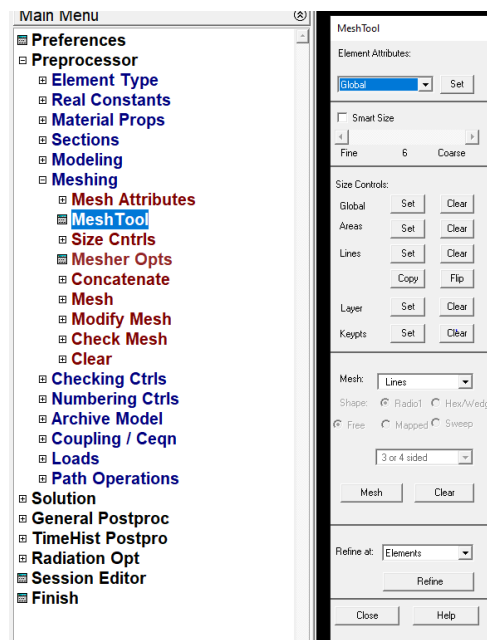 Main Menu
Preferences
Preprocessor
Element Type
Real Constants
Material Props
Sections
Modeling
Meshing
Mesh Attributes
MeshTool
Size Cntrls
Mesher Opts
Concatenate
Mesh
Modify Mesh
Check Mesh
Clear
Checking Ctrls
Numbering Ctrls
Archive Model
Coupling / Ceqn
Loads
Path Operations
Solution
General Postproc
TimeHist Postpro
Radiation Opt
Session Editor
Finish
MeshTool
Element Attributes:
Global Set
Smart Size
Fine 6 Coarse
Size Controls:
Global Set Clear
Areas Set Clear
Lines Set Clear
Copy Flip
Layer Set Clear
Keypts Set Clear
Mesh: Lines
Shape: Radio1 Hex/Wedg
Free Mapped Sweep
3 or 4 sided
Mesh Clear
Refine at: Elements
Refine
Close Help